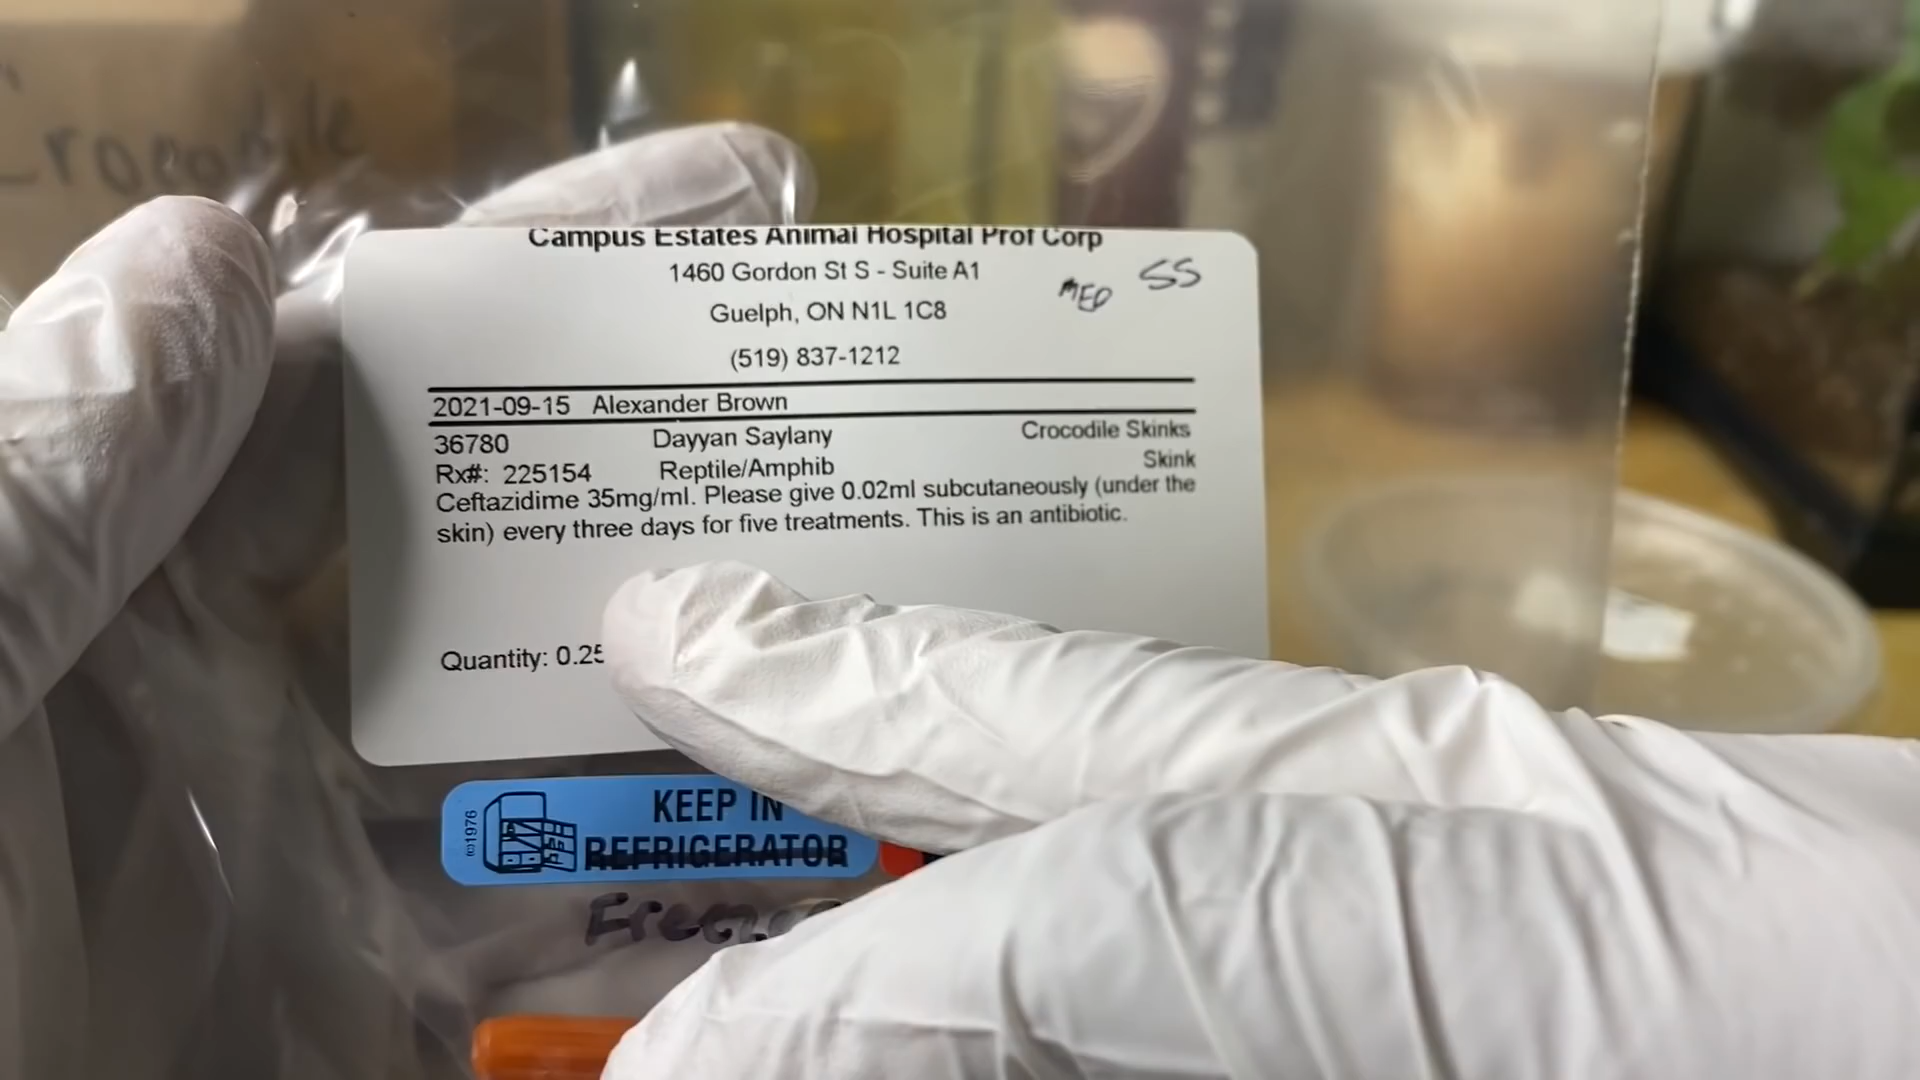 Crocodile
Campus Estates Animal Hospital Prof Corp
1460 Gordon St S - Suite A1
MED SS
Guelph, ON N1L 1C8
(519) 837-1212
2021-09-15 Alexander Brown
36780 Dayyan Saylany Crocodile Skinks
Rx#: 225154 Reptile/Amphib Skink
Ceftazidime 35mg/ml. Please give 0.02ml subcutaneously (under the
skin) every three days for five treatments. This is an antibiotic.
Quantity: 0.25
©1976
KEEP IN
REFRIGERATOR